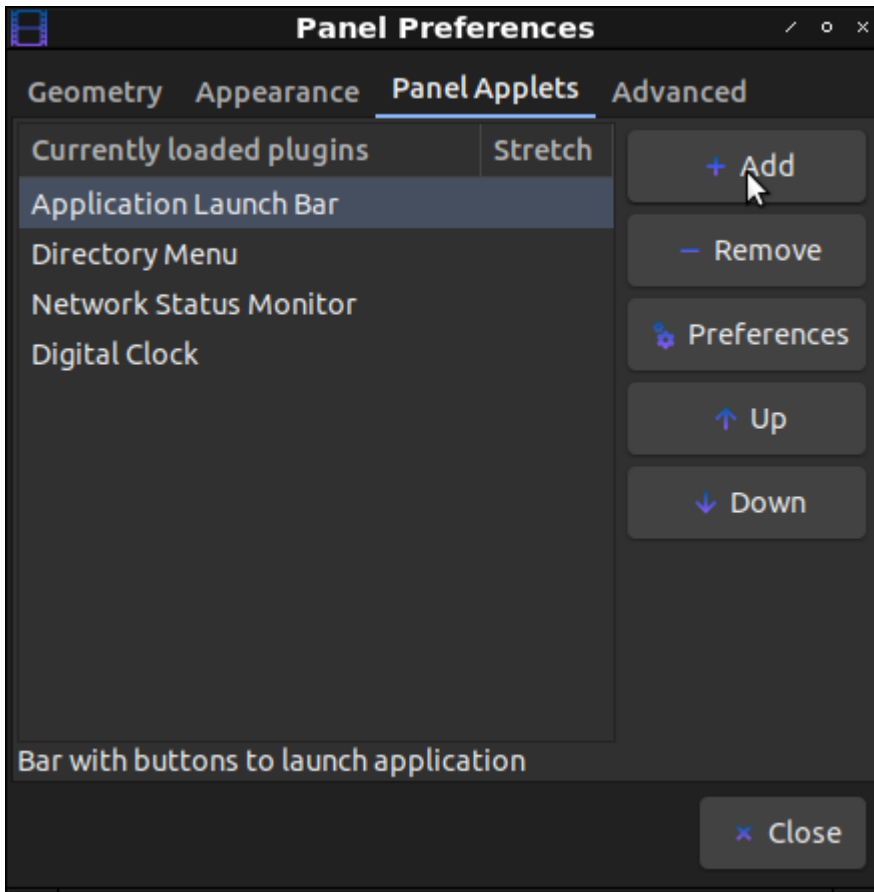 Panel Preferences
Geometry Appearance Panel Applets Advanced
Currently loaded plugins Stretch
Application Launch Bar
Directory Menu
Network Status Monitor
Digital Clock
Add
Remove
Preferences
Up
Down
Bar with buttons to launch application
Close